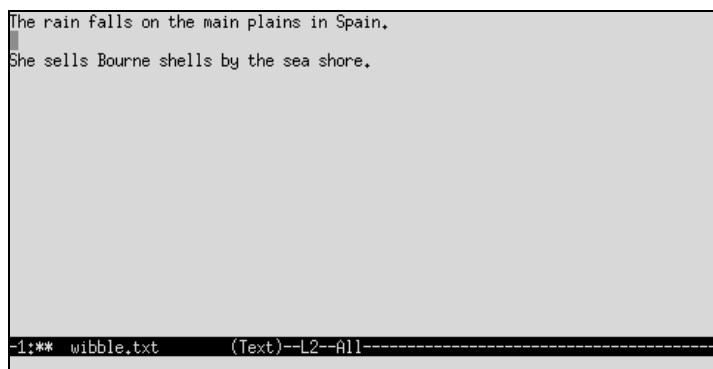 The rain falls on the main plains in Spain.
She sells Bourne shells by the sea shore.
-1:**  wibble.txt        (Text)--L2--All----------------------------------------